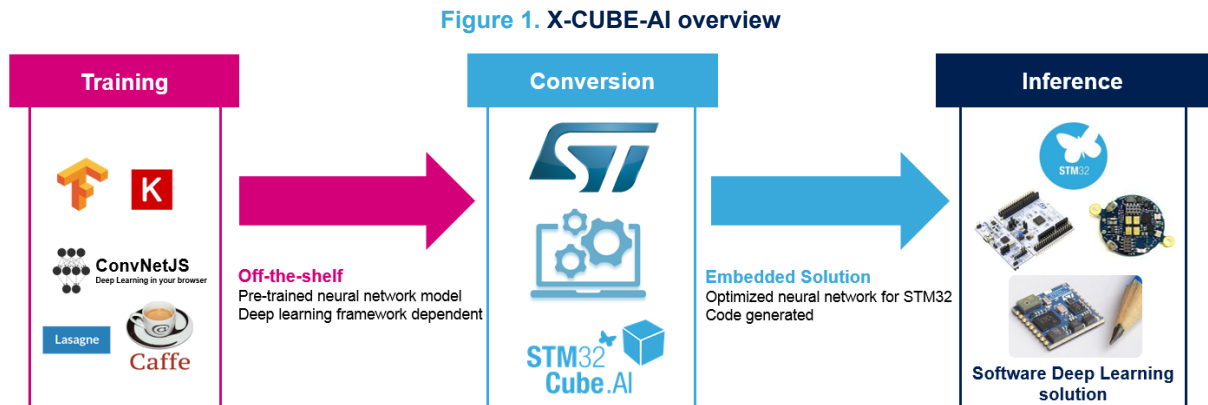 Figure 1. X-CUBE-AI overview
Training
Conversion
Inference
K
ConvNetJS
Deep Learning in your browser
Lasagne
Caffe
Off-the-shelf
Pre-trained neural network model
Deep learning framework dependent
ST
STM32
Cube.AI
Embedded Solution
Optimized neural network for STM32
Code generated
STM32
Software Deep Learning
solution